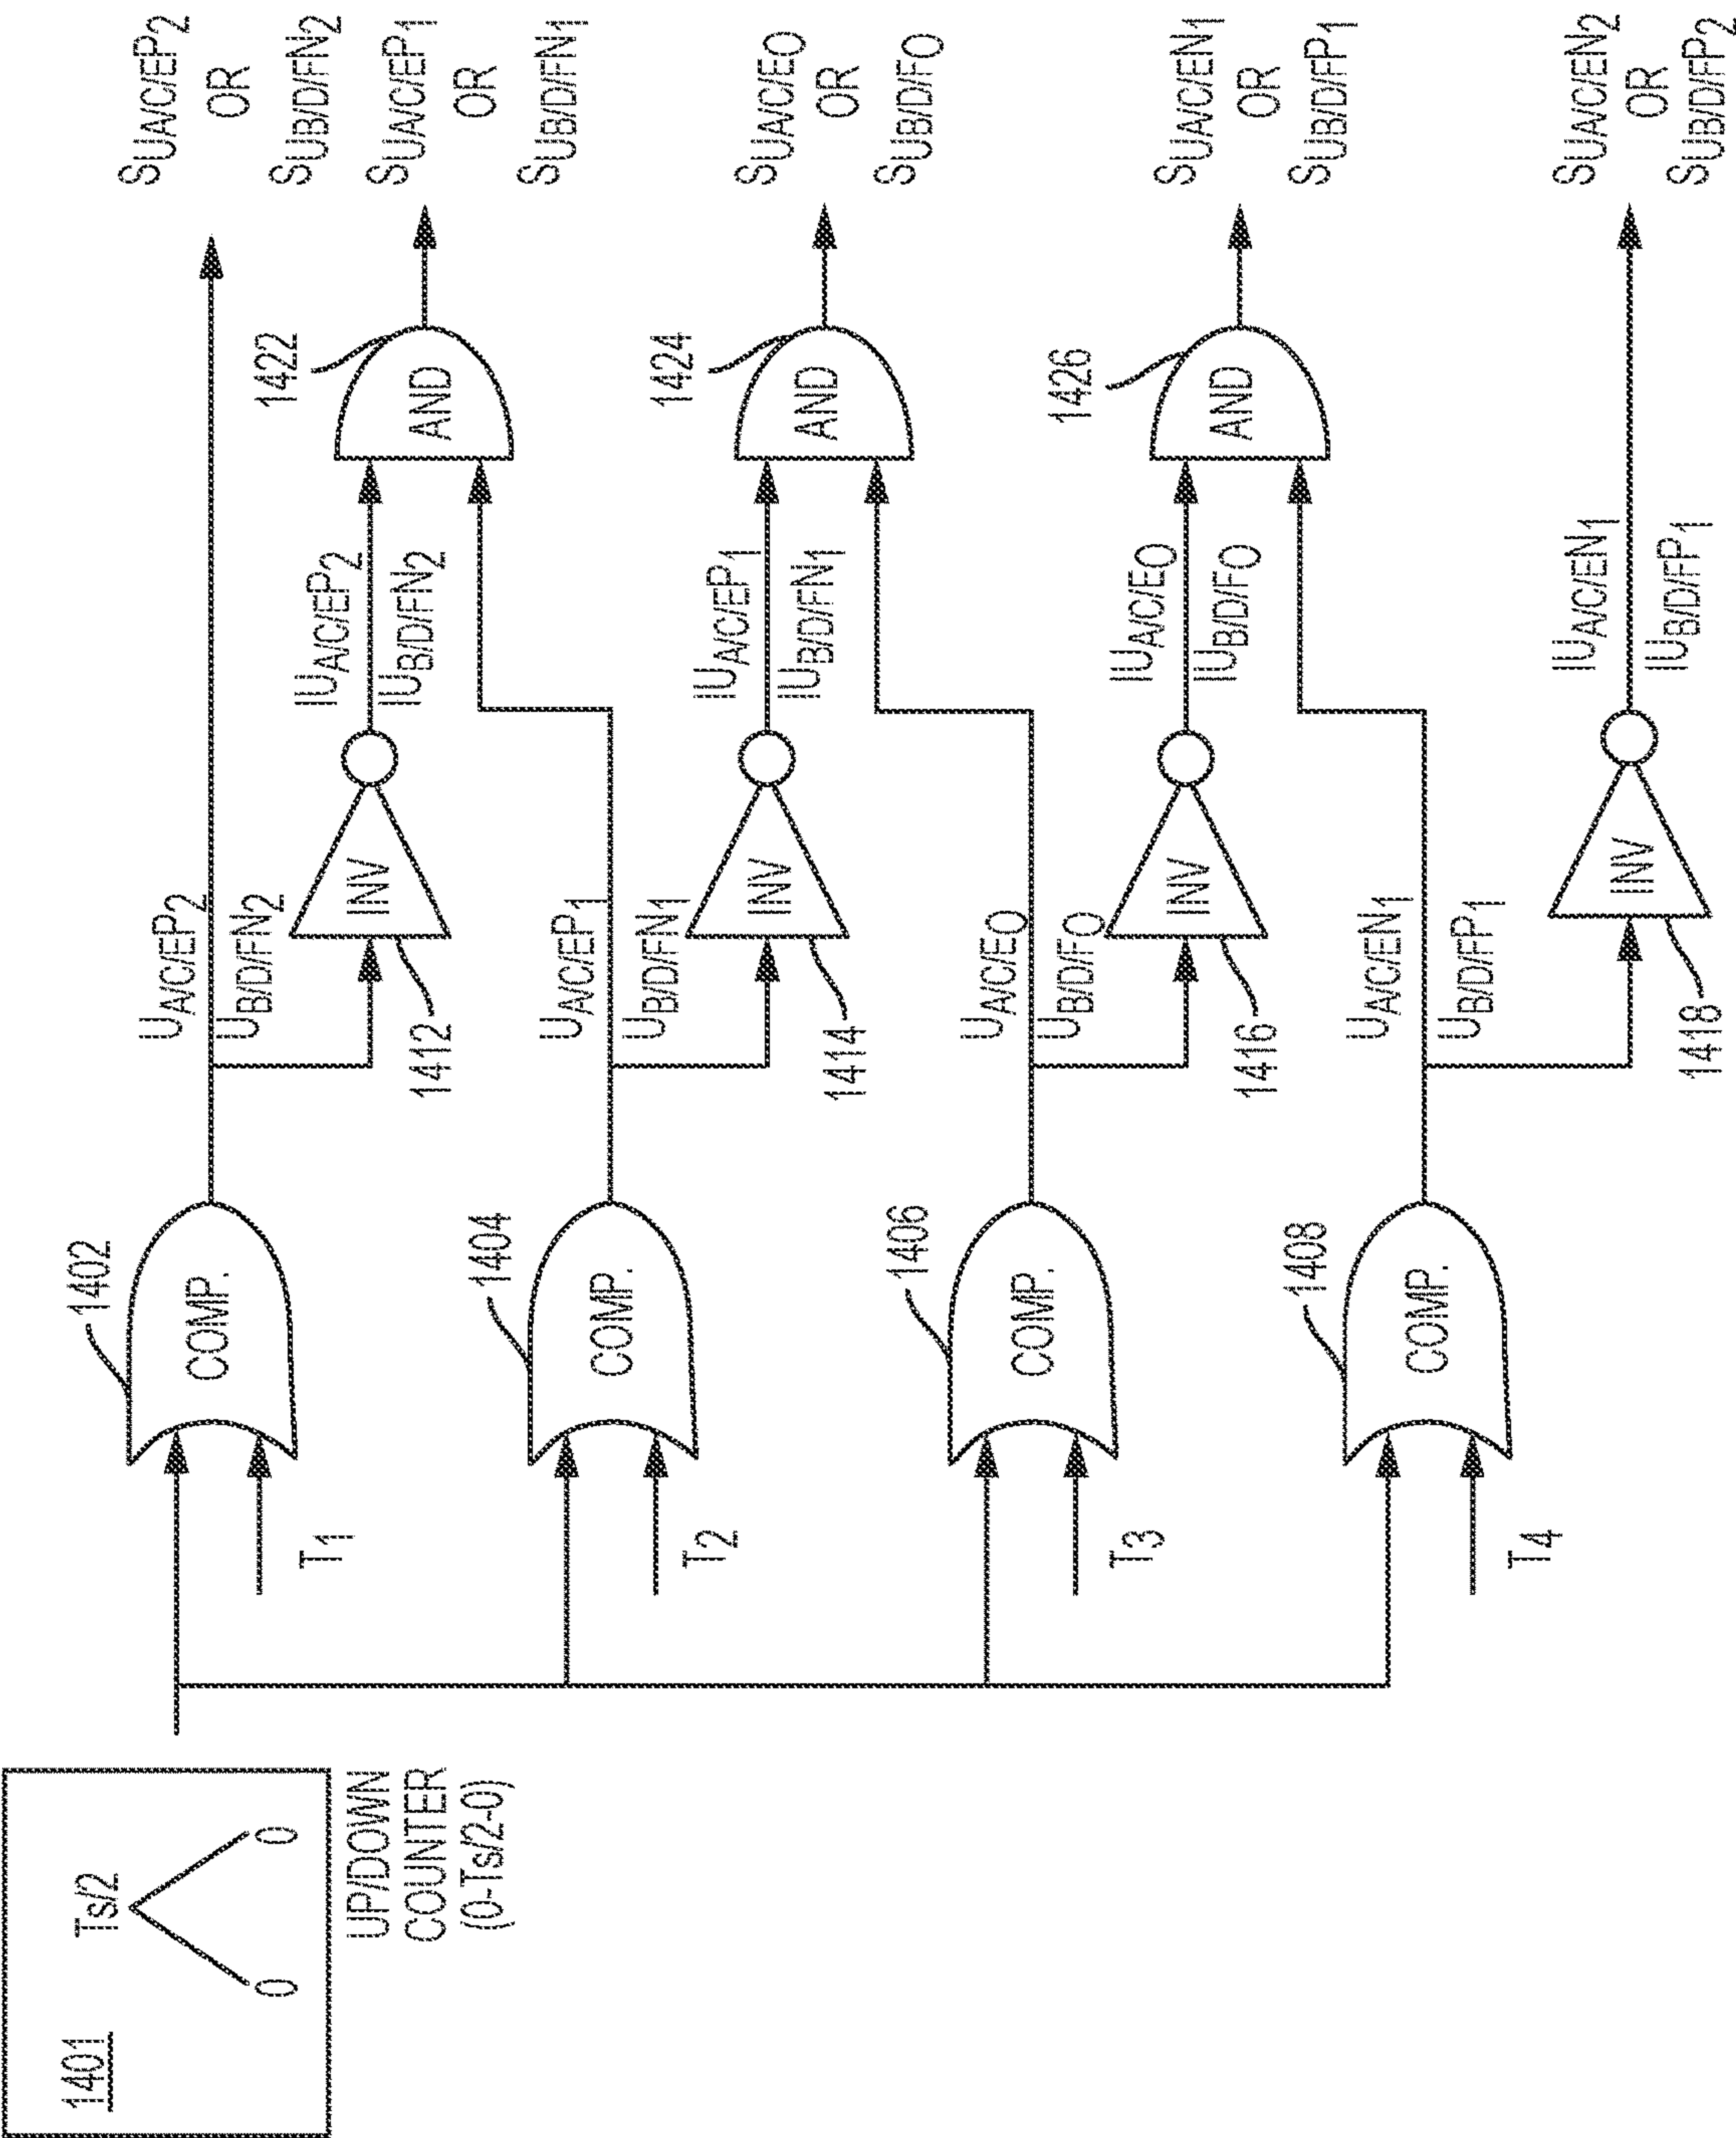 1401
Ts/2
0
0
UP/DOWN
COUNTER
(0-Ts/2-0)
T1
T2
T3
T4
1402
COMP.
1404
COMP.
1406
COMP.
1408
COMP.
UA/C/EP2
UB/D/FN2
UA/C/EP1
UB/D/FN1
UA/C/EO
UB/D/FO
UA/C/EN1
UB/D/FP1
1412
INV
1414
INV
1416
INV
1418
INV
IUA/C/EP2
IUB/D/FN2
IUA/C/EP1
IUB/D/FN1
IUA/C/EO
IUB/D/FO
IUA/C/EN1
IUB/D/FP1
1422
AND
1424
AND
1426
AND
SUA/C/EP2
OR
SUB/D/FN2
SUA/C/EP1
OR
SUB/D/FN1
SUA/C/EO
OR
SUB/D/FO
SUA/C/EN1
OR
SUB/D/FP1
SUA/C/EN2
OR
SUB/D/FP2